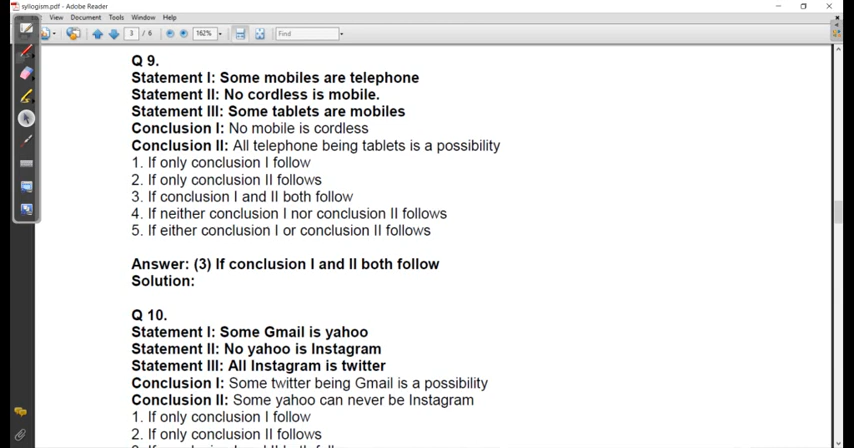 syllogism.pdf - Adobe Reader
View Document Tools Window Help
3 / 6 162% Find
Q 9.
Statement I: Some mobiles are telephone
Statement II: No cordless is mobile.
Statement III: Some tablets are mobiles
Conclusion I: No mobile is cordless
Conclusion II: All telephone being tablets is a possibility
1. If only conclusion I follow
2. If only conclusion II follows
3. If conclusion I and II both follow
4. If neither conclusion I nor conclusion II follows
5. If either conclusion I or conclusion II follows
Answer: (3) If conclusion I and II both follow
Solution:
Q 10.
Statement I: Some Gmail is yahoo
Statement II: No yahoo is Instagram
Statement III: All Instagram is twitter
Conclusion I: Some twitter being Gmail is a possibility
Conclusion II: Some yahoo can never be Instagram
1. If only conclusion I follow
2. If only conclusion II follows